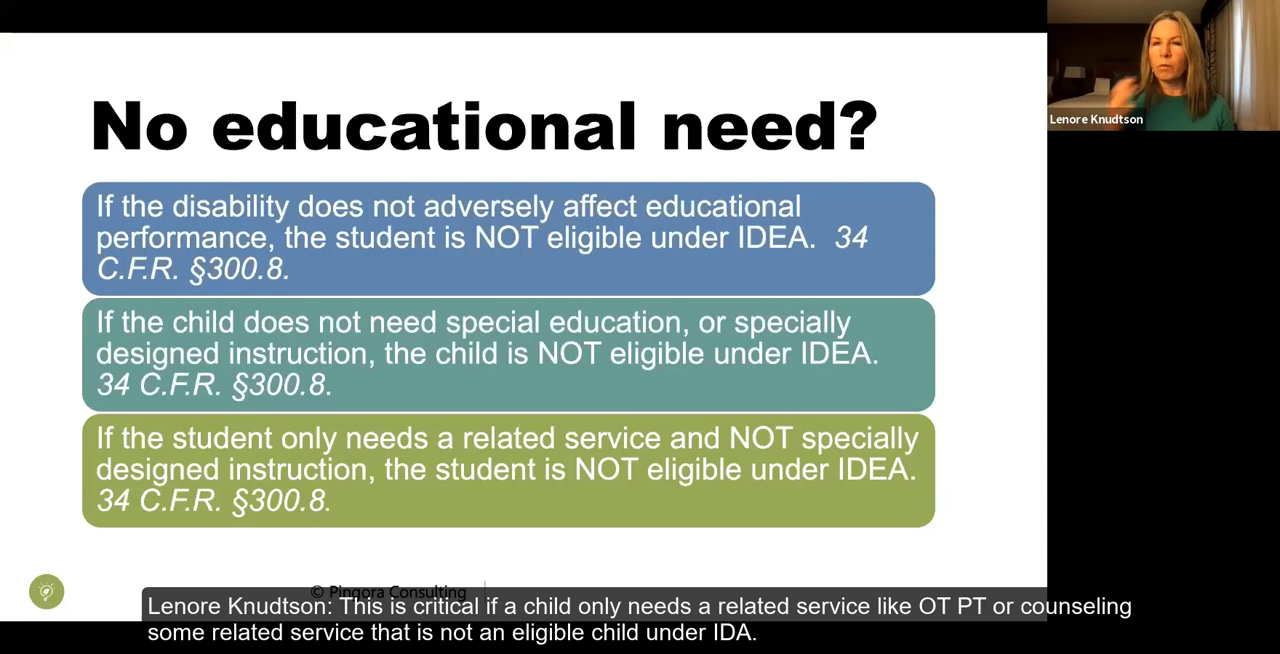 No educational need?
If the disability does not adversely affect educational
performance, the student is NOT eligible under IDEA. 34
C.F.R. §300.8.
If the child does not need special education, or specially
designed instruction, the child is NOT eligible under IDEA.
34 C.F.R. §300.8.
If the student only needs a related service and NOT specially
designed instruction, the student is NOT eligible under IDEA.
34 C.F.R. §300.8.
© Pingora Consulting
Lenore Knudtson: This is critical if a child only needs a related service like OT PT or counseling
some related service that is not an eligible child under IDA.
Lenore Knudtson